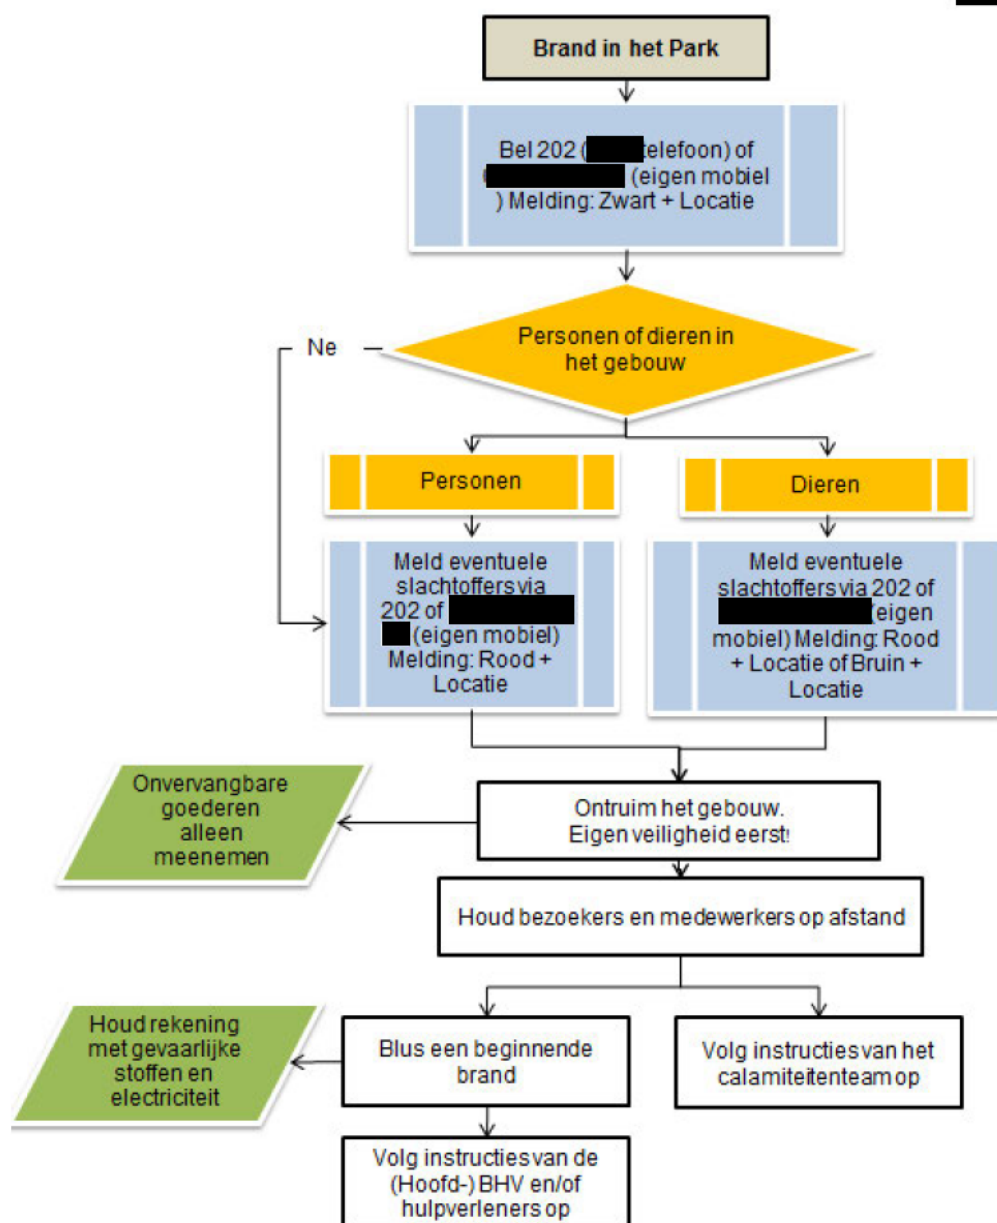 Brand in het Park
Bel 202 (telefoon) of
(eigen mobiel
) Melding: Zwart + Locatie
Personen of dieren in
het gebouw
Ne
Personen
Dieren
Meld eventuele
slachtoffers via
202 of
(eigen mobiel)
Melding: Rood +
Locatie
Meld eventuele
slachtoffers via 202 of
(eigen
mobiel) Melding: Rood
+ Locatie of Bruin +
Locatie
Onvervangbare
goederen
alleen
meenemen
Ontruim het gebouw.
Eigen veiligheid eerst!
Houd bezoekers en medewerkers op afstand
Houd rekening
met gevaarlijke
stoffen en
electriciteit
Blus een beginnende
brand
Volg instructies van het
calamiteitenteam op
Volg instructies van de
(Hoofd-) BHV en/of
hulpverleners op